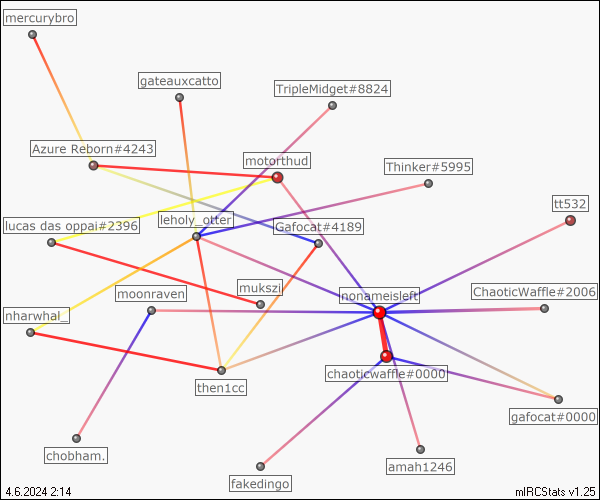 mercurybro
gateauxcatto
TripleMidget#8824
Azure Reborn#4243
motorthud
Thinker#5995
tt532
lucas das oppai#2396
leholy_otter
Gafocat#4189
mukszi
moonraven
nonameisleft
ChaoticWaffle#2006
nharwhal_
then1cc
chaoticwaffle#0000
gafocat#0000
chobham.
amah1246
fakedingo
4.6.2024 2:14
mIRCStats v1.25